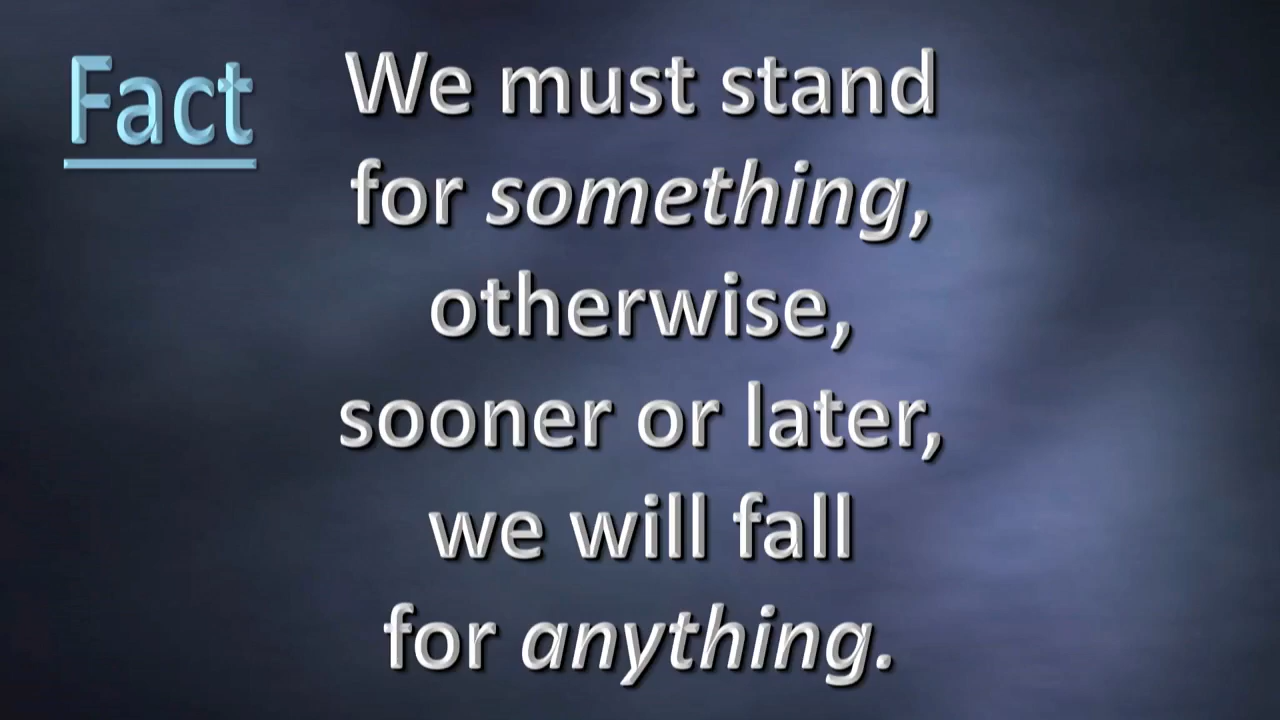 Fact
We must stand
for something,
otherwise,
sooner or later,
we will fall
for anything.